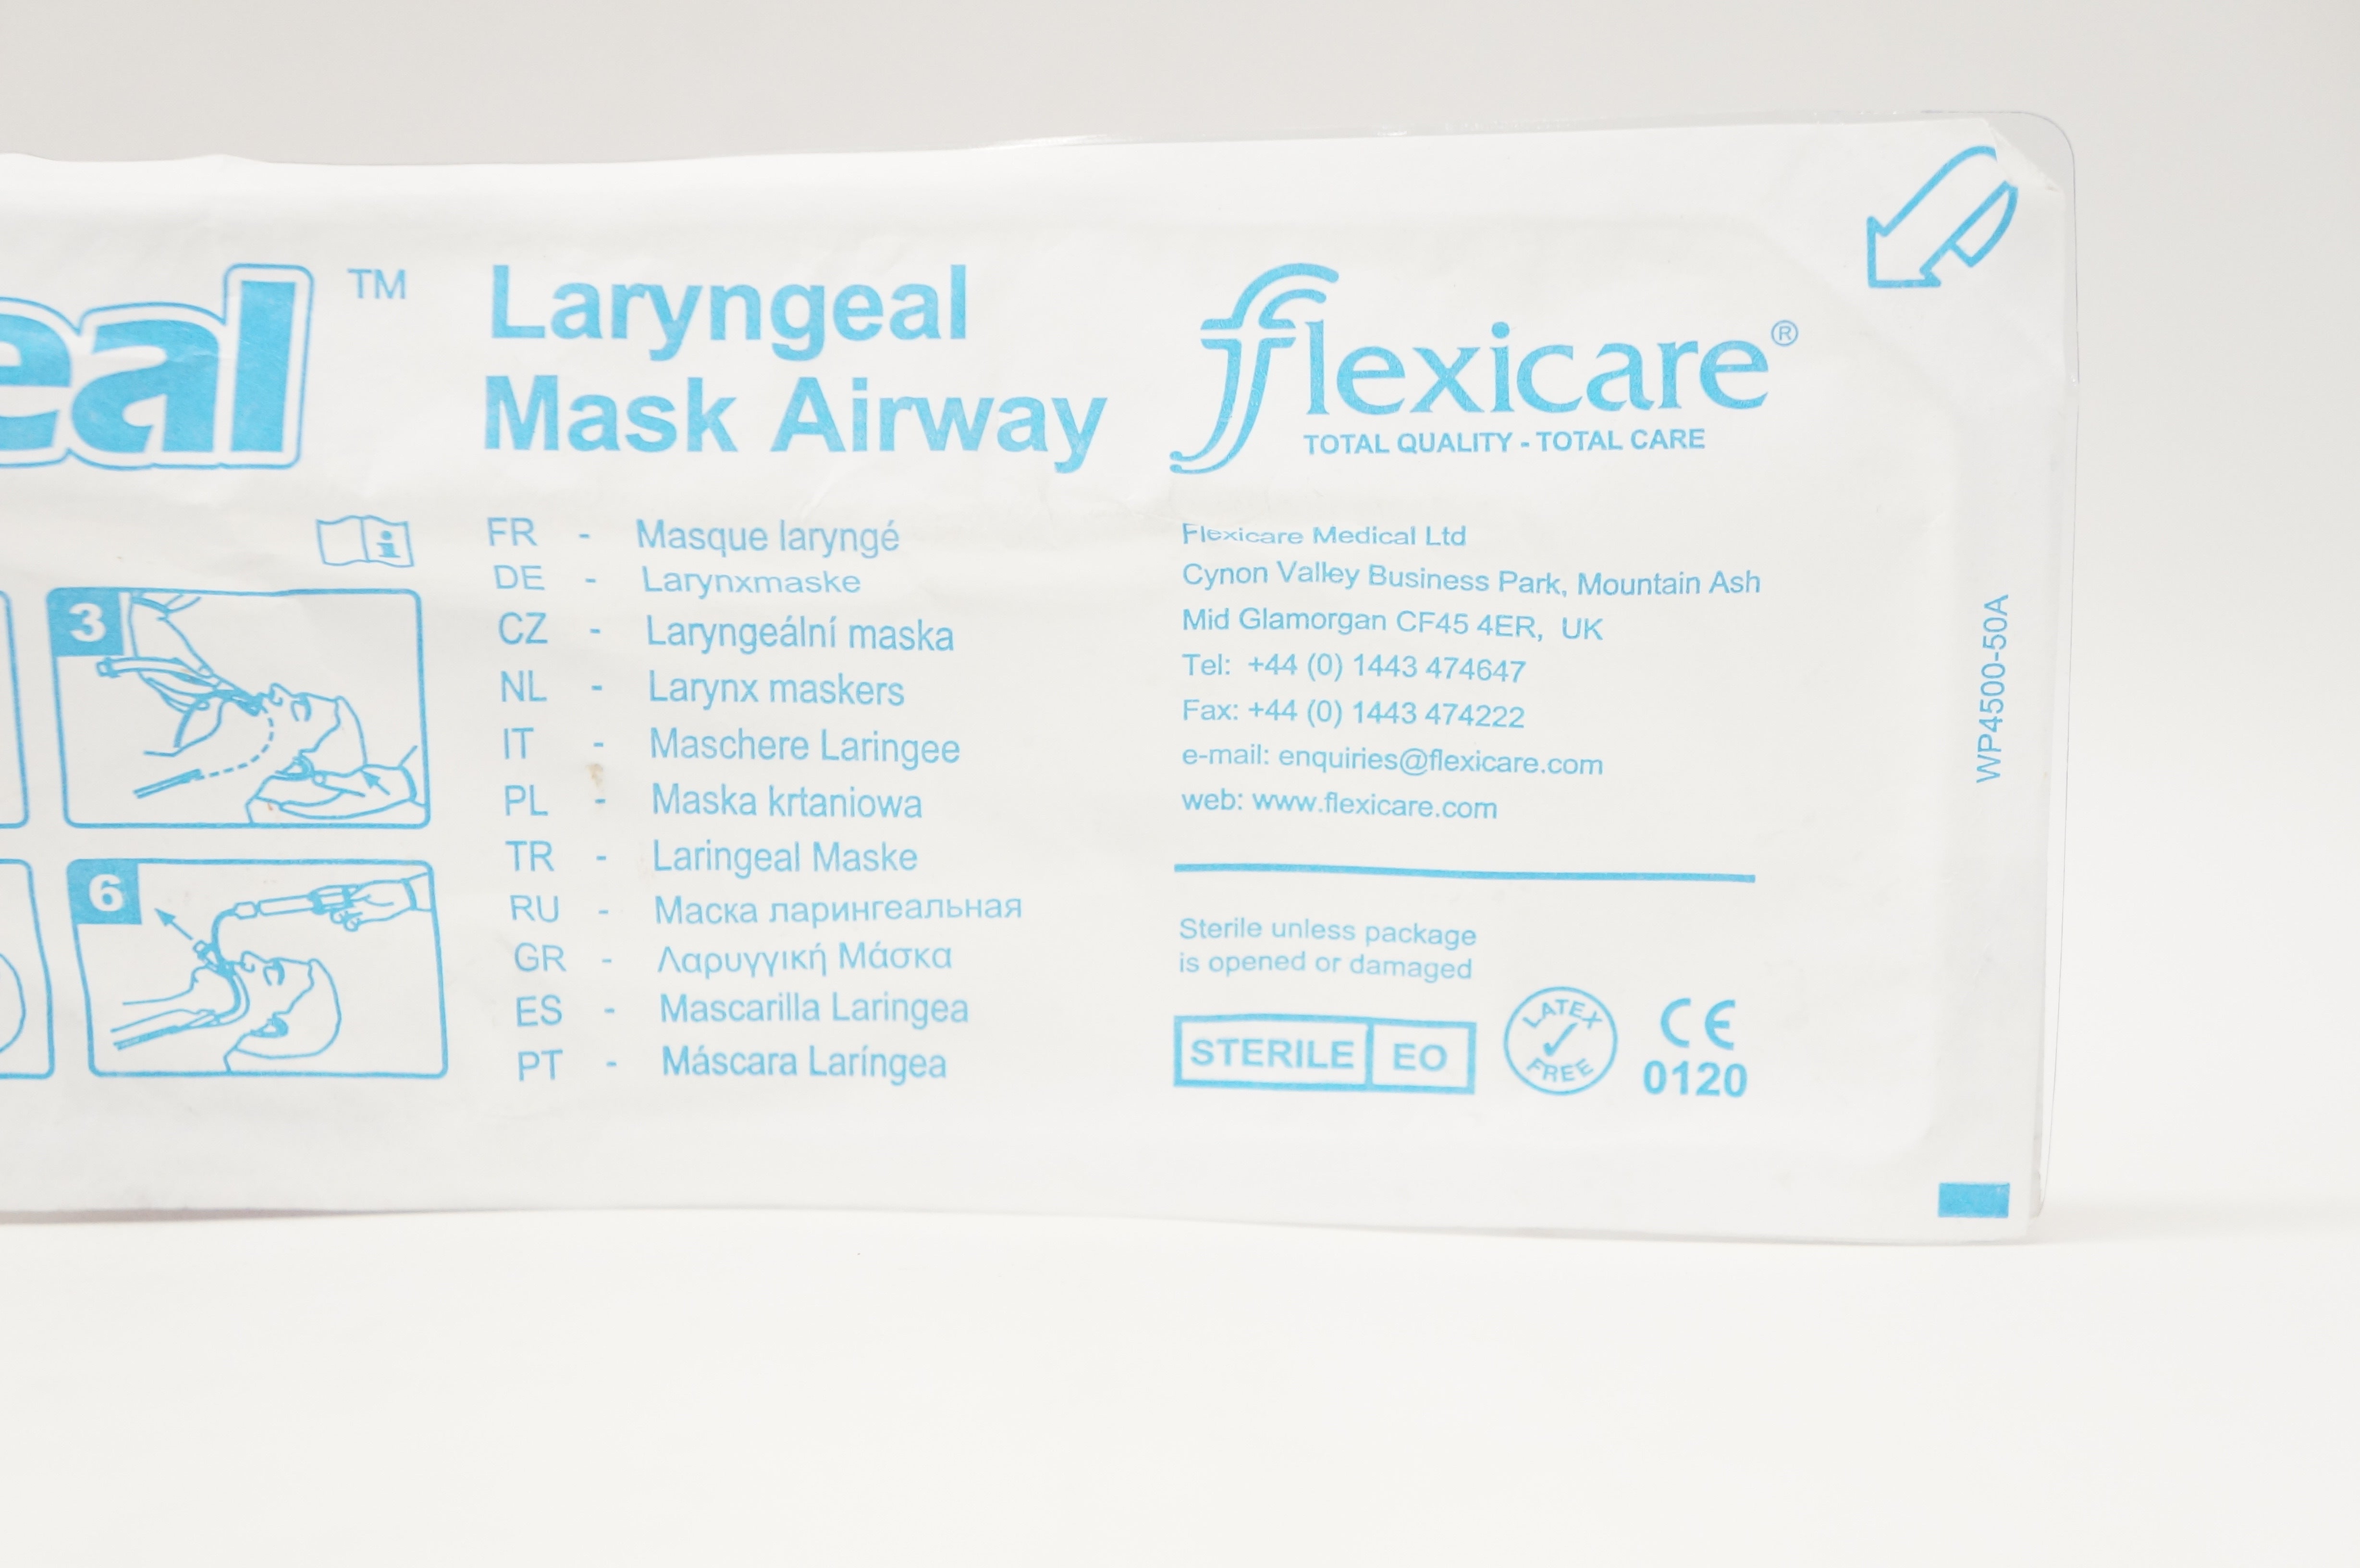 eal™
Laryngeal
Mask Airway
flexicare®
TOTAL QUALITY - TOTAL CARE
3
6
FR - Masque laryngé
DE - Larynxmaske
CZ - Laryngeální maska
NL - Larynx maskers
IT - Maschere Laringee
PL - Maska krtaniowa
TR - Laringeal Maske
RU - Маска ларингеальная
GR - Λαρυγγική Μάσκα
ES - Mascarilla Laringea
PT - Máscara Laríngea
Flexicare Medical Ltd
Cynon Valley Business Park, Mountain Ash
Mid Glamorgan CF45 4ER, UK
Tel: +44 (0) 1443 474647
Fax: +44 (0) 1443 474222
e-mail: enquiries@flexicare.com
web: www.flexicare.com
Sterile unless package
is opened or damaged
STERILE EO
LATEX
FREE
CE
0120
WP4500-50A